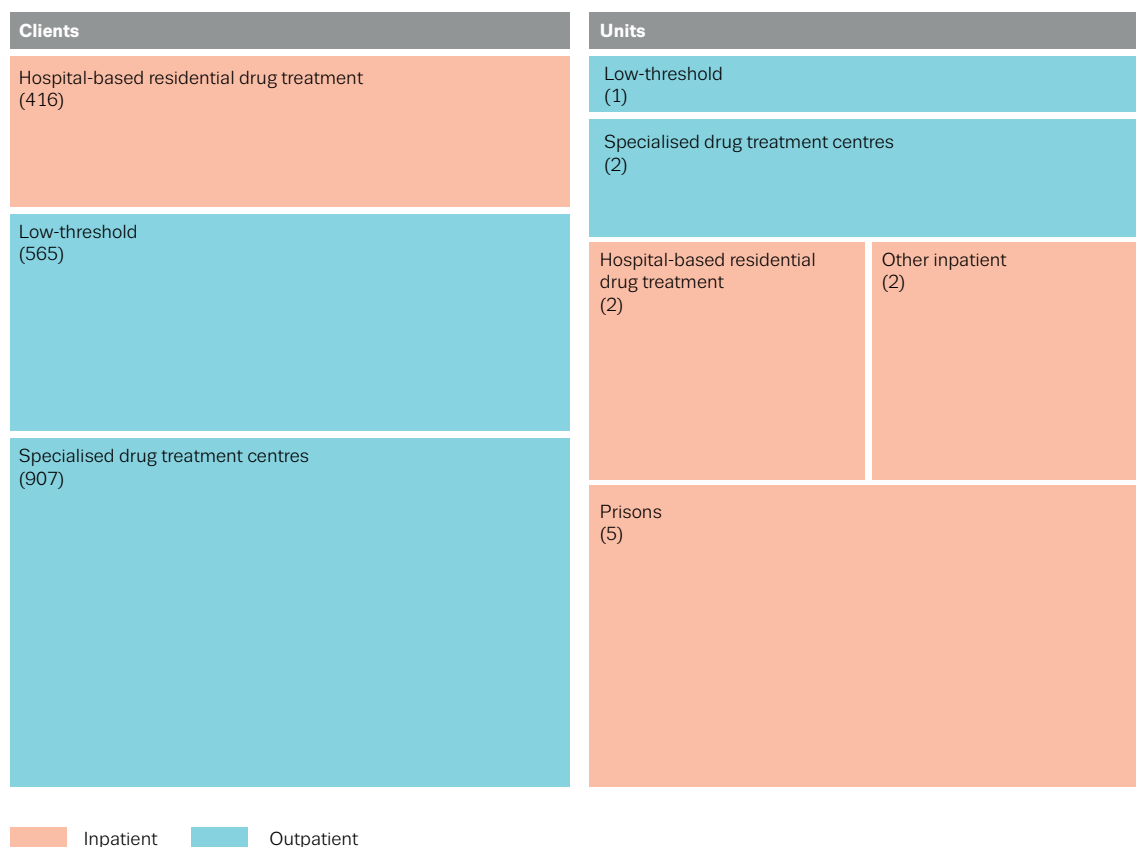 Clients
Hospital-based residential drug treatment
(416)
Low-threshold
(565)
Specialised drug treatment centres
(907)
Units
Low-threshold
(1)
Specialised drug treatment centres
(2)
Hospital-based residential
drug treatment
(2)
Other inpatient
(2)
Prisons
(5)
Inpatient
Outpatient